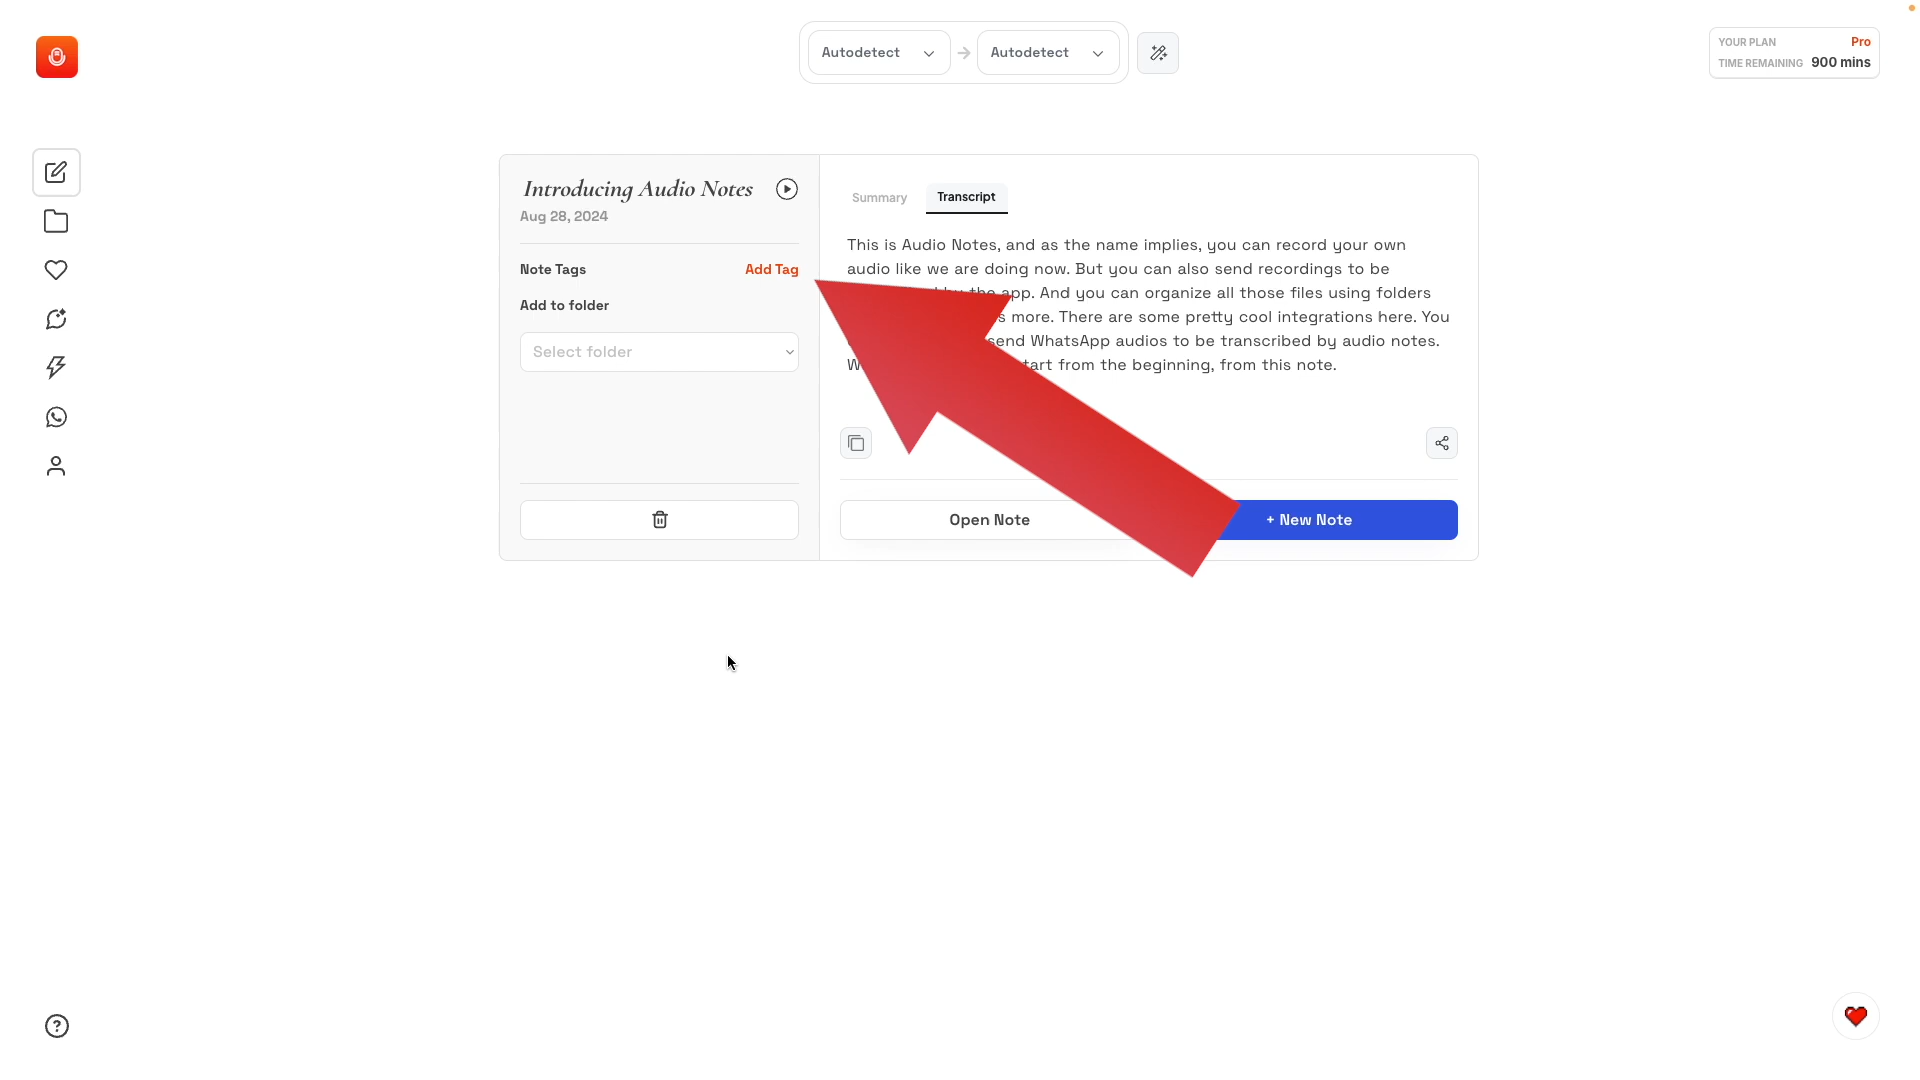 Autodetect
Autodetect
YOUR PLAN Pro
TIME REMAINING 900 mins
Introducing Audio Notes
Aug 28, 2024
Note Tags Add Tag
Add to folder
Select folder
Summary Transcript
This is Audio Notes, and as the name implies, you can record your own
audio like we are doing now. But you can also send recordings to be
by the app. And you can organize all those files using folders
more. There are some pretty cool integrations here. You
send WhatsApp audios to be transcribed by audio notes.
from the beginning, from this note.
Open Note
+ New Note